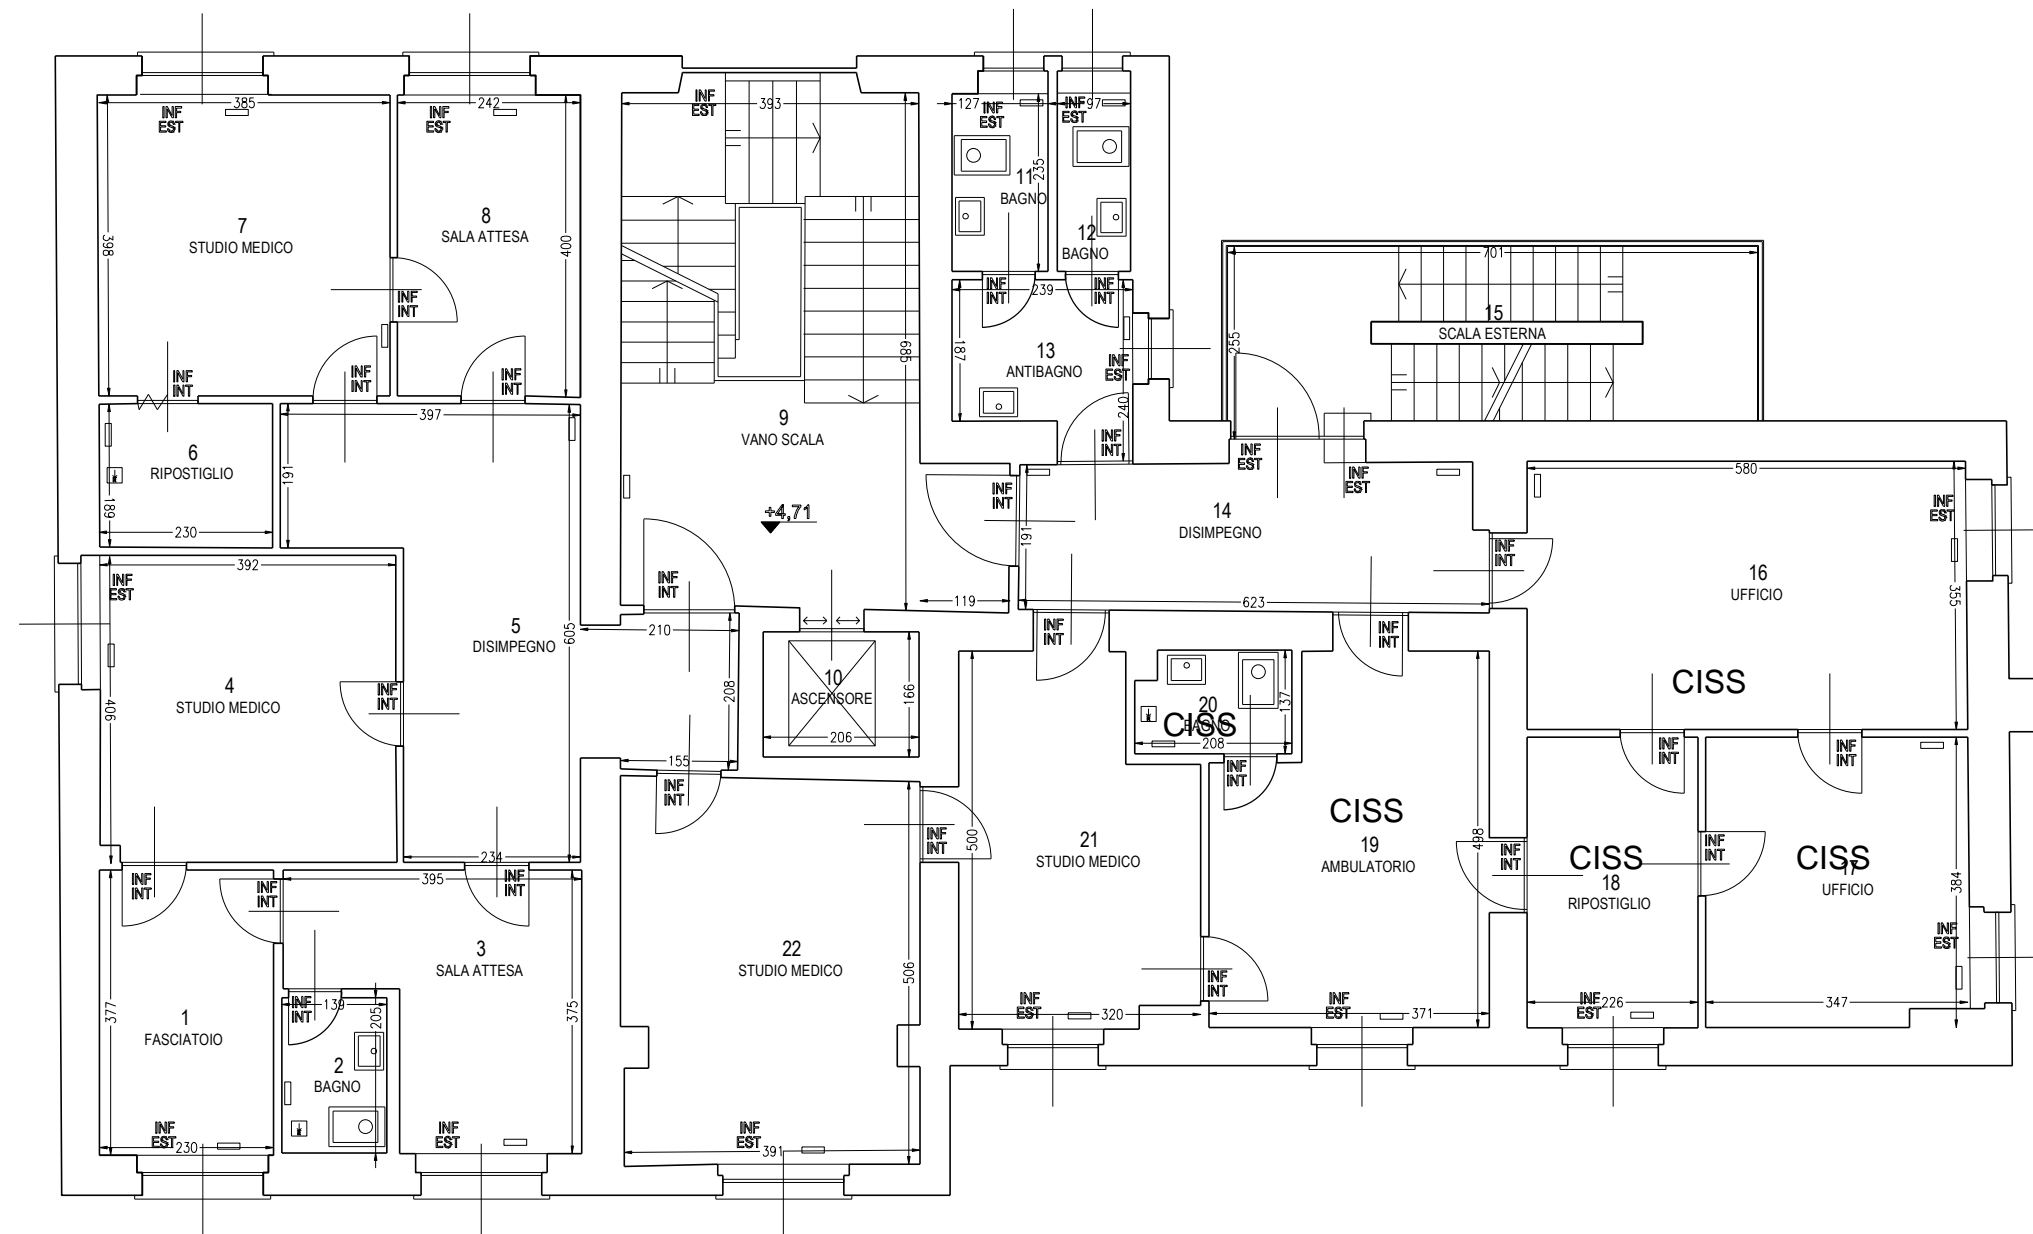 385
INF
EST
242
INF
EST
INF
EST
393
127
INF
EST
97
INF
EST
235
11
BAGNO
12
BAGNO
7
STUDIO MEDICO
8
SALA ATTESA
398
400
INF
INT
INF
INT
INF
INT
INF
INT
685
INF
INT
239
INF
INT
187
13
ANTIBAGNO
INF
EST
240
INF
INT
701
15
SCALA ESTERNA
255
INF
EST
INF
EST
397
191
6
RIPOSTIGLIO
189
230
9
VANO SCALA
+4,71
INF
INT
191
14
DISIMPEGNO
623
119
580
INF
EST
INF
INT
16
UFFICIO
355
CISS
392
INF
EST
4
STUDIO MEDICO
406
INF
INT
5
DISIMPEGNO
605
INF
INT
210
208
155
INF
INT
10
ASCENSORE
166
206
INF
INT
INF
INT
20
BAGNO
CISS
137
208
INF
INT
INF
INT
INF
INT
234
395
INF
INT
INF
INT
INF
INT
INF
INT
500
21
STUDIO MEDICO
CISS
19
AMBULATORIO
498
INF
INT
CISS
18
RIPOSTIGLIO
INF
INT
CISS
17
UFFICIO
384
INF
EST
3
SALA ATTESA
22
STUDIO MEDICO
506
INF
INT
377
1
FASCIATOIO
INF
INT
139
205
375
2
BAGNO
INF
EST
320
INF
EST
371
INF
EST
226
347
INF
EST
230
INF
EST
INF
EST
391